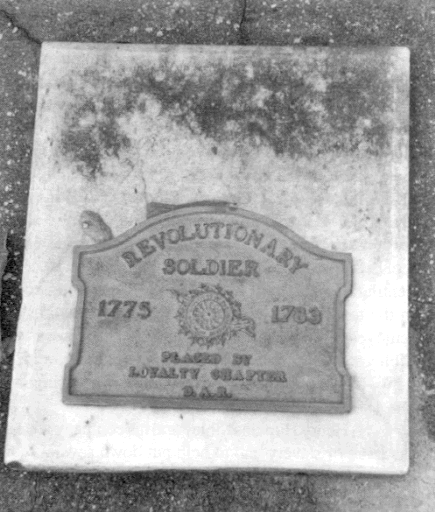 REVOLUTIONARY
SOLDIER
1775 1783
PLACED BY
LOYALTY CHAPTER
D.A.R.